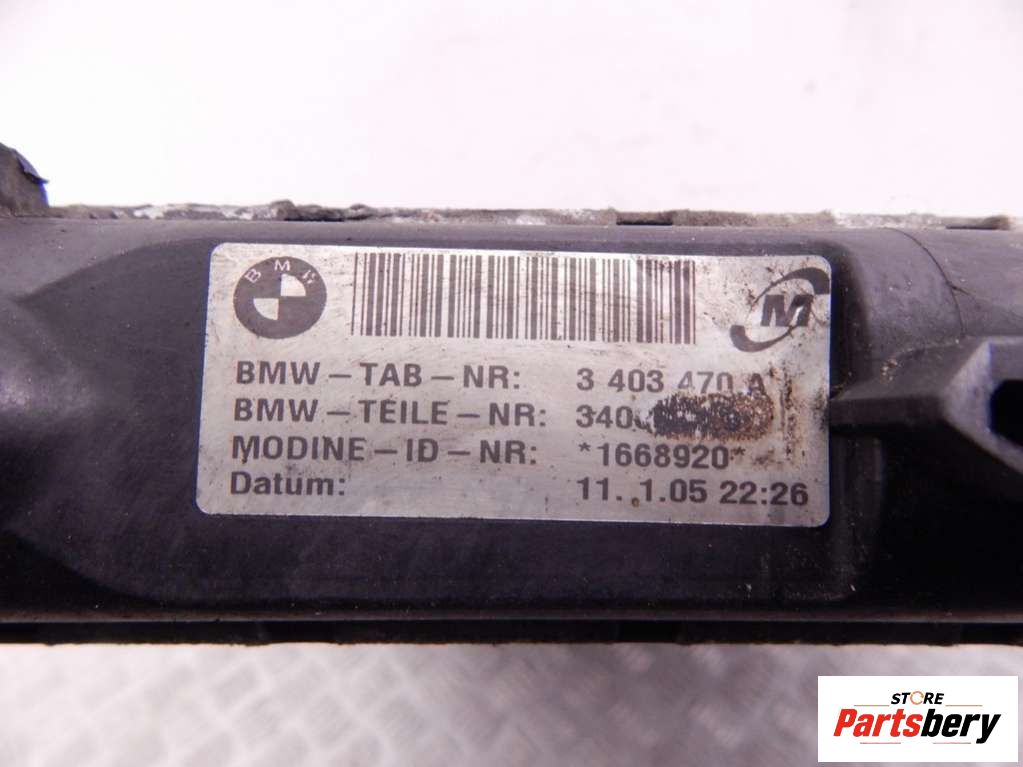 BMW
M
BMW-TAB-NR: 3 403 470 A
BMW-TEILE-NR:
MODINE-ID-NR: *1668920*
Datum: 11. 1.05 22:26
STORE
Partsbery